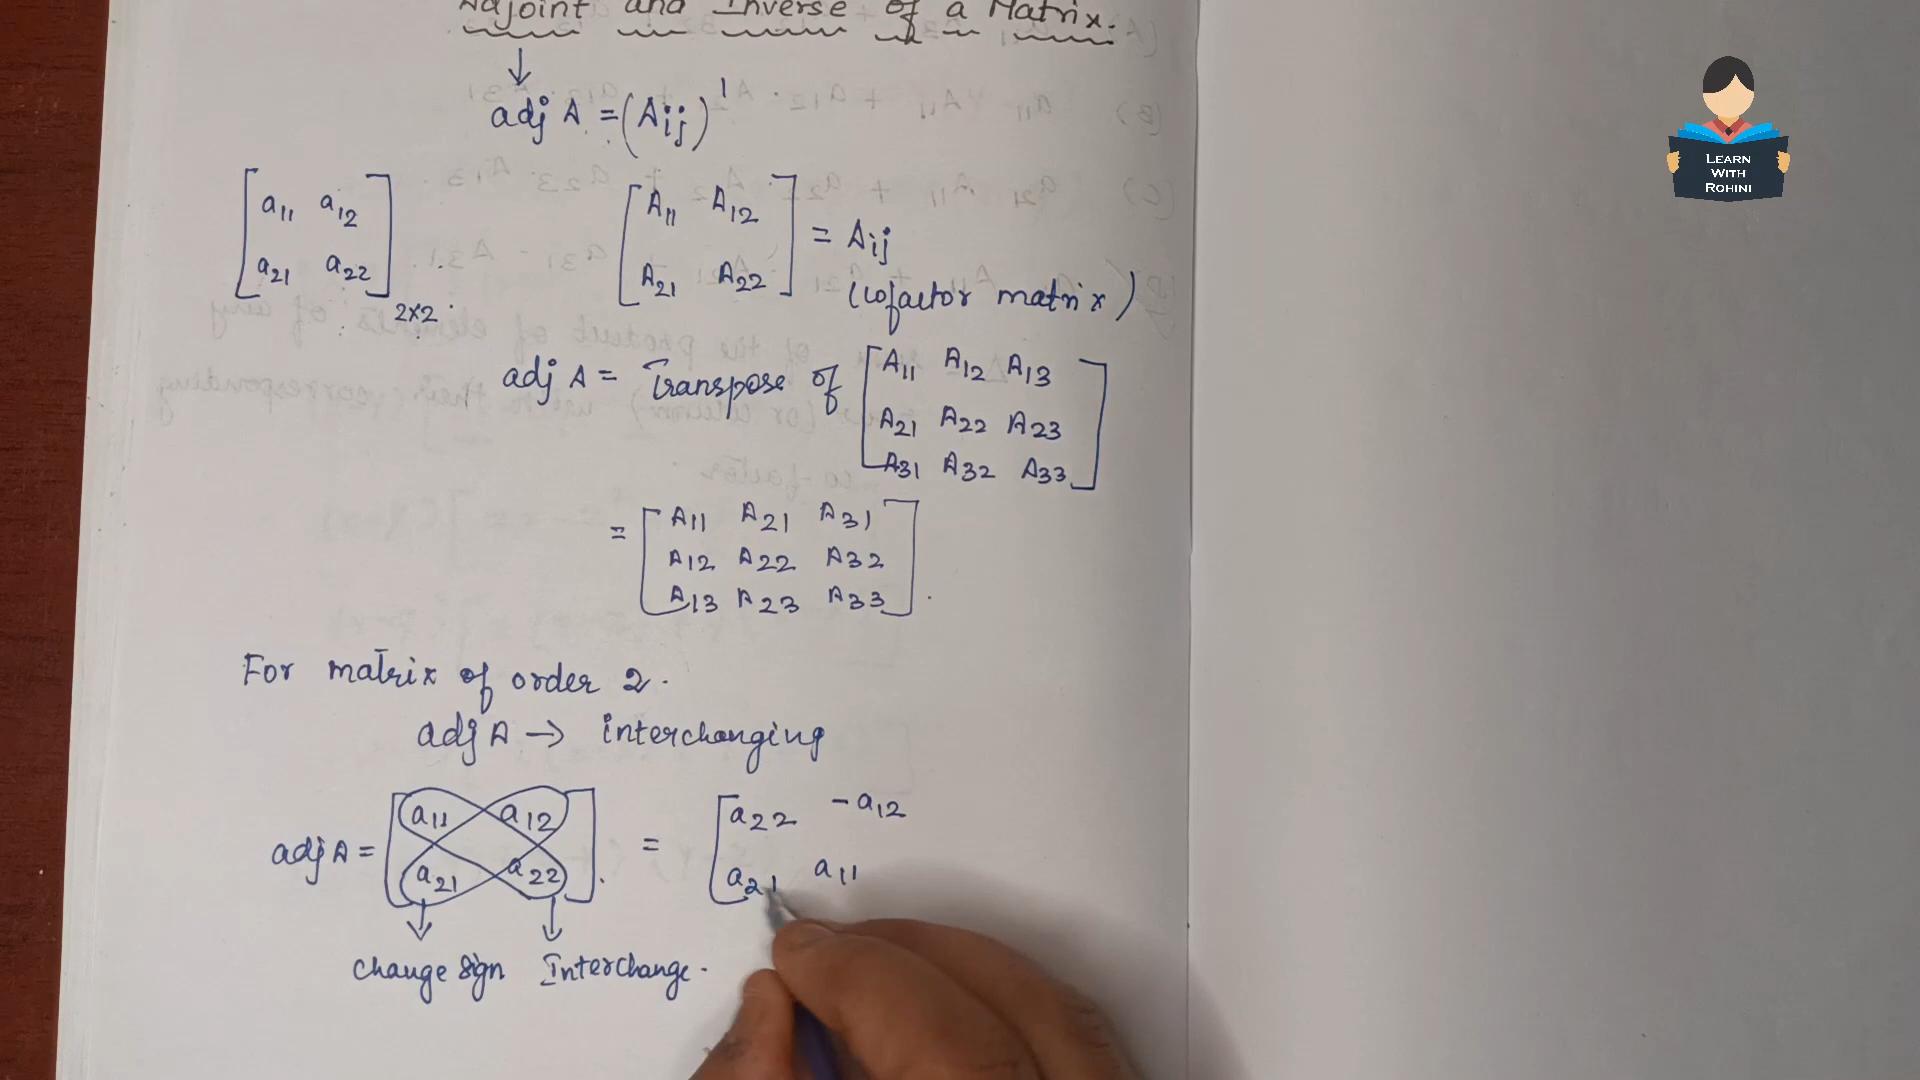 Adjoint and Inverse of a Matrix.
adj A = (Aij)'
[a11 a12
a21 a22] 2x2
[A11 A12
A21 A22] = Aij
(cofactor matrix)
adj A = Transpose of [A11 A12 A13
A21 A22 A23
A31 A32 A33]
= [A11 A21 A31
A12 A22 A32
A13 A23 A33]
For matrix of order 2.
adj A → interchanging
adj A = [a11 a12
a21 a22] = [a22 -a12
a21 a11
change sign Interchange.
LEARN
WITH
ROHINI